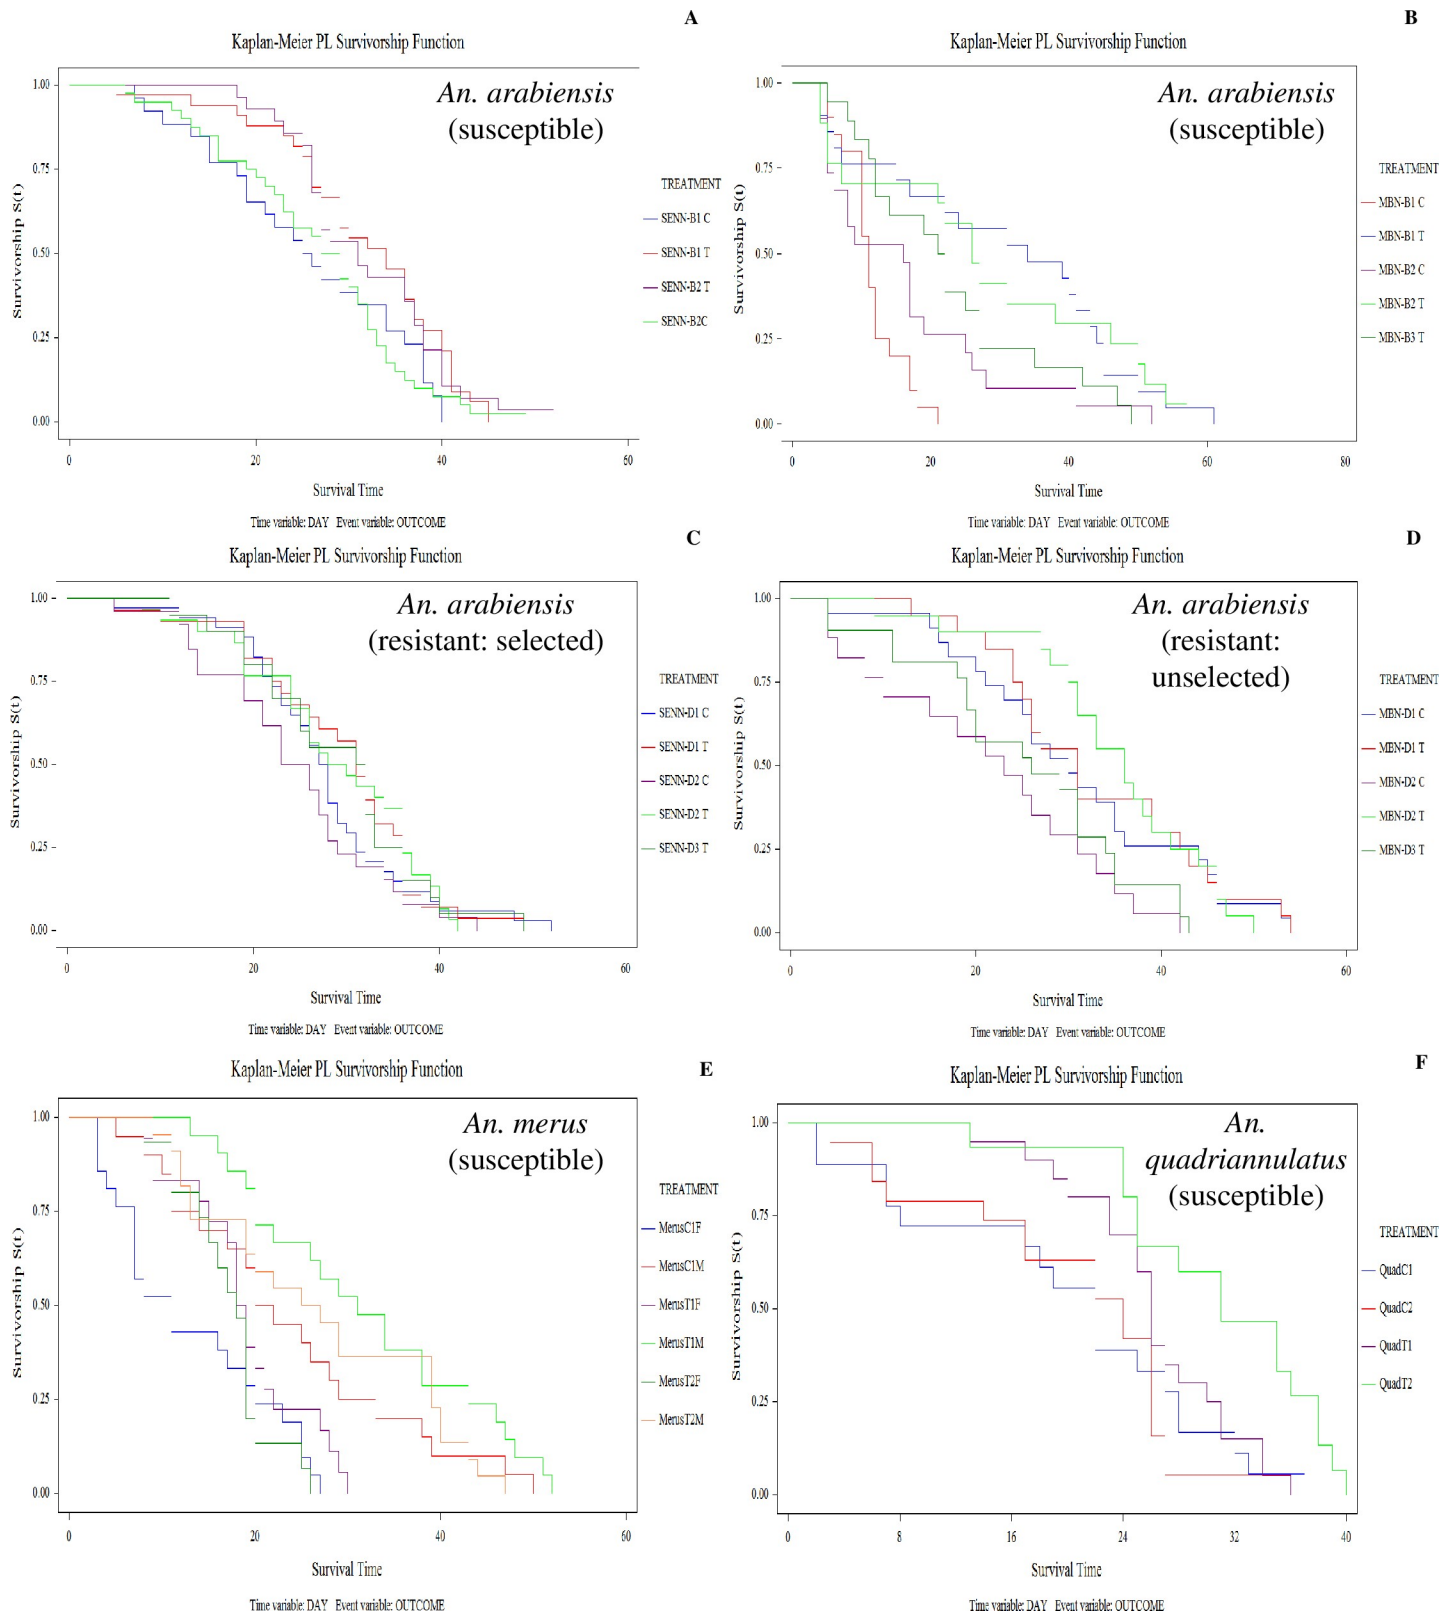 A
Kaplan-Meier PL Survivorship Function
An. arabiensis
(susceptible)
Survivorship S(t)
1.00
0.75
0.50
0.25
0.00
TREATMENT
SENN-B1 C
SENN-B1 T
SENN-B2 T
SENN-B2C
0 20 40 60
Survival Time
Time variable: DAY Event variable: OUTCOME
B
Kaplan-Meier PL Survivorship Function
An. arabiensis
(susceptible)
Survivorship S(t)
1.00
0.75
0.50
0.25
0.00
TREATMENT
MBN-B1 C
MBN-B1 T
MBN-B2 C
MBN-B2 T
MBN-B3 T
0 20 40 60 80
Survival Time
Time variable: DAY Event variable: OUTCOME
C
Kaplan-Meier PL Survivorship Function
An. arabiensis
(resistant: selected)
Survivorship S(t)
1.00
0.75
0.50
0.25
0.00
TREATMENT
SENN-D1 C
SENN-D1 T
SENN-D2 C
SENN-D2 T
SENN-D3 T
0 20 40 60
Survival Time
Time variable: DAY Event variable: OUTCOME
D
Kaplan-Meier PL Survivorship Function
An. arabiensis
(resistant:
unselected)
Survivorship S(t)
1.00
0.75
0.50
0.25
0.00
TREATMENT
MBN-D1 C
MBN-D1 T
MBN-D2 C
MBN-D2 T
MBN-D3 T
0 20 40 60
Survival Time
Time variable: DAY Event variable: OUTCOME
E
Kaplan-Meier PL Survivorship Function
An. merus
(susceptible)
Survivorship S(t)
1.00
0.75
0.50
0.25
0.00
TREATMENT
MerusC1F
MerusC1M
MerusT1F
MerusT1M
MerusT2F
MerusT2M
0 20 40 60
Survival Time
Time variable: DAY Event variable: OUTCOME
F
Kaplan-Meier PL Survivorship Function
An.
quadriannulatus
(susceptible)
Survivorship S(t)
1.00
0.75
0.50
0.25
0.00
TREATMENT
QuadC1
QuadC2
QuadT1
QuadT2
0 8 16 24 32 40
Survival Time
Time variable: DAY Event variable: OUTCOME